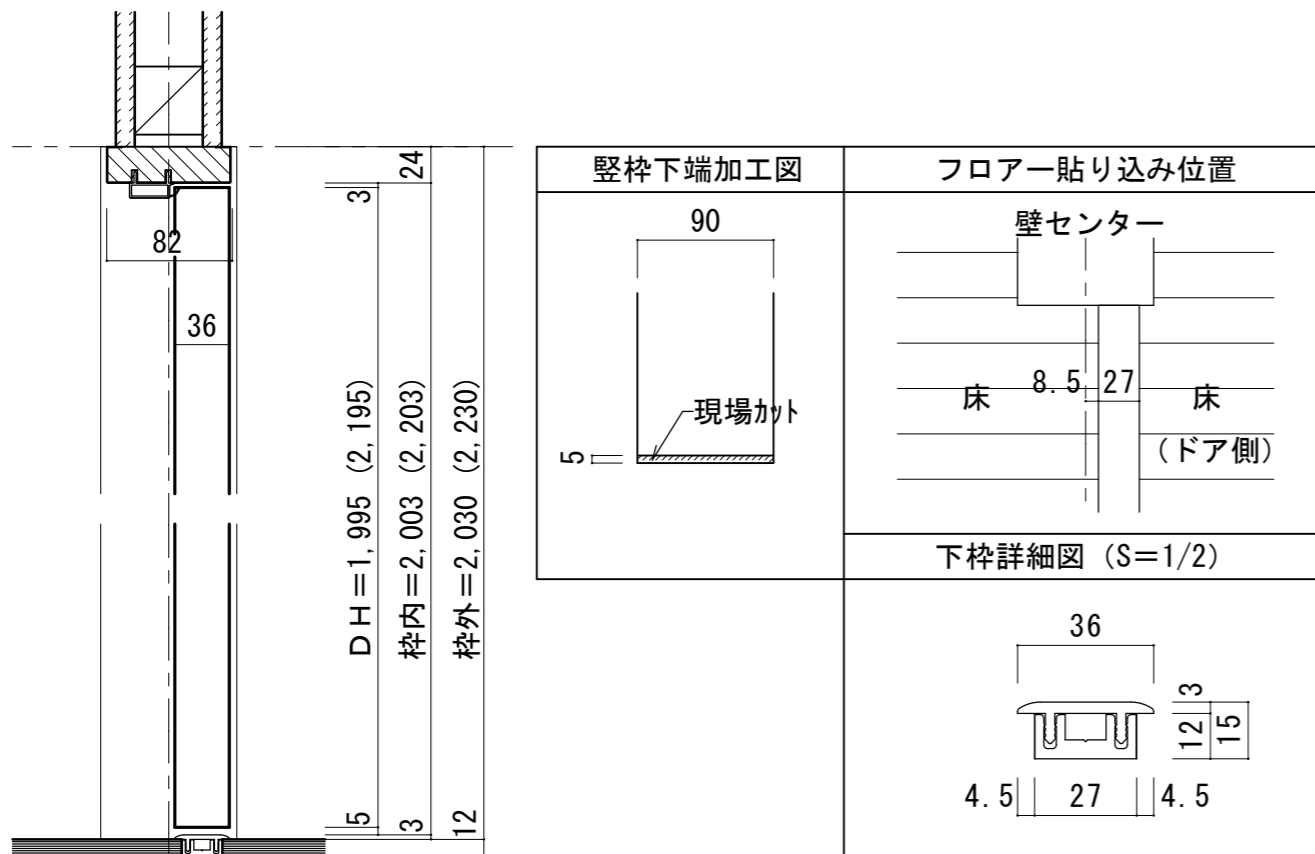 24
3
82
36
DH=1,995 (2,195)
枠内=2,003 (2,203)
枠外=2,030 (2,230)
5
3
12
竪枠下端加工図
90
現場ｶｯﾄ
5
フロアー貼り込み位置
壁センター
床
8.5
27
床
(ドア側)
下枠詳細図 (S=1/2)
36
3
12
15
4.5
27
4.5